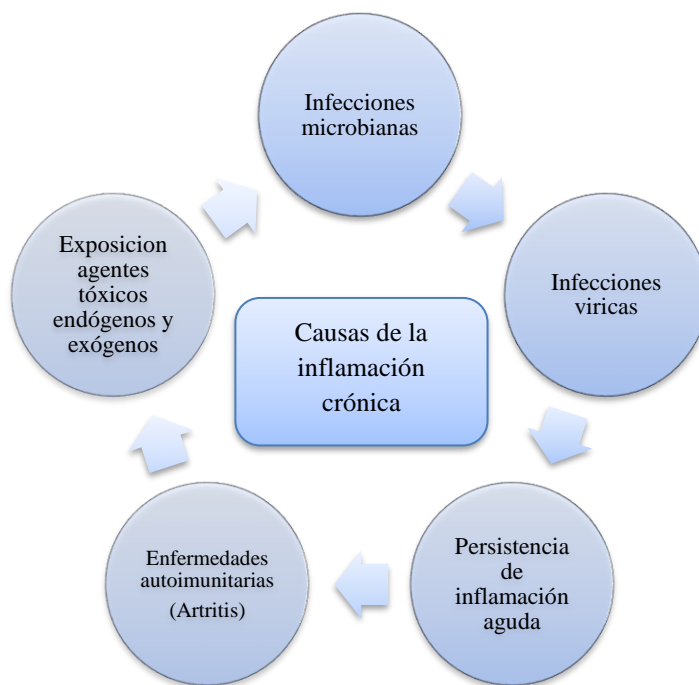 Infecciones
microbianas
Infecciones
viricas
Persistencia
de
inflamación
aguda
Enfermedades
autoimunitarias
(Artritis)
Exposicion
agentes
tóxicos
endógenos y
exógenos
Causas de la
inflamación
crónica